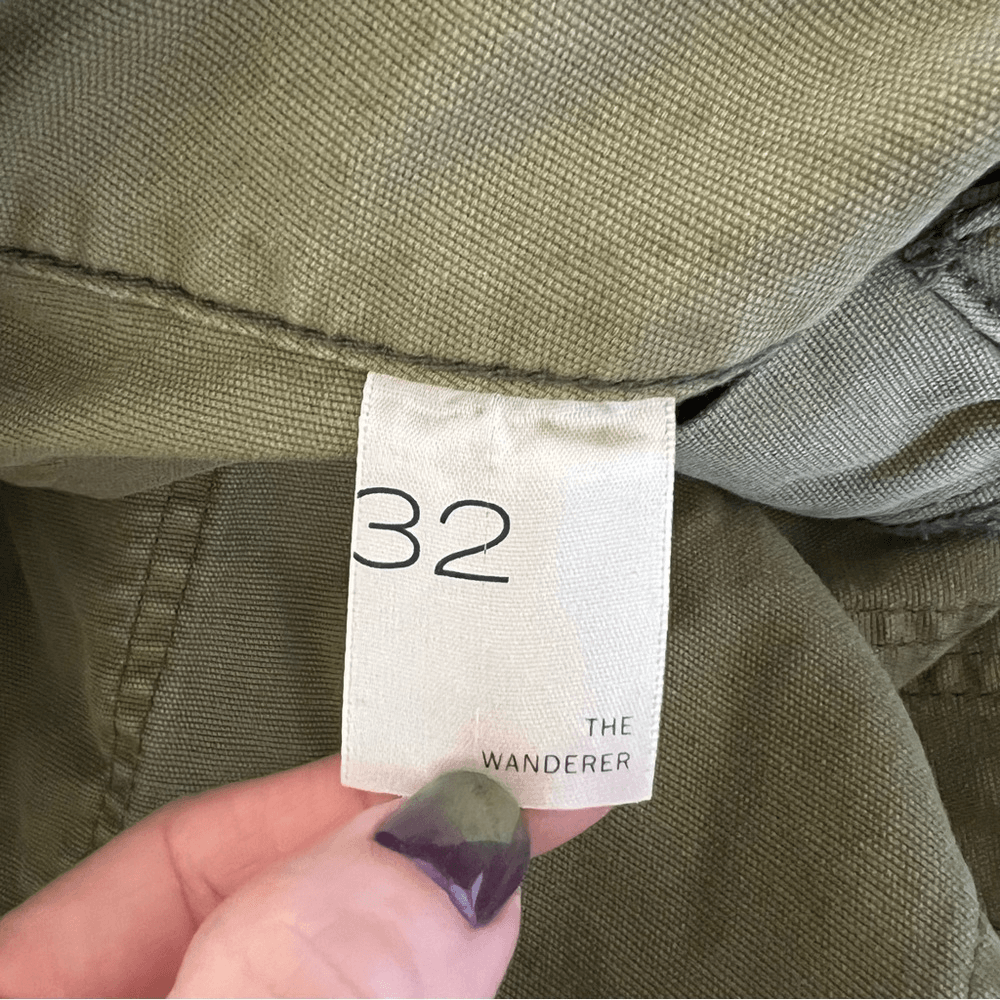 32
THE
WANDERER